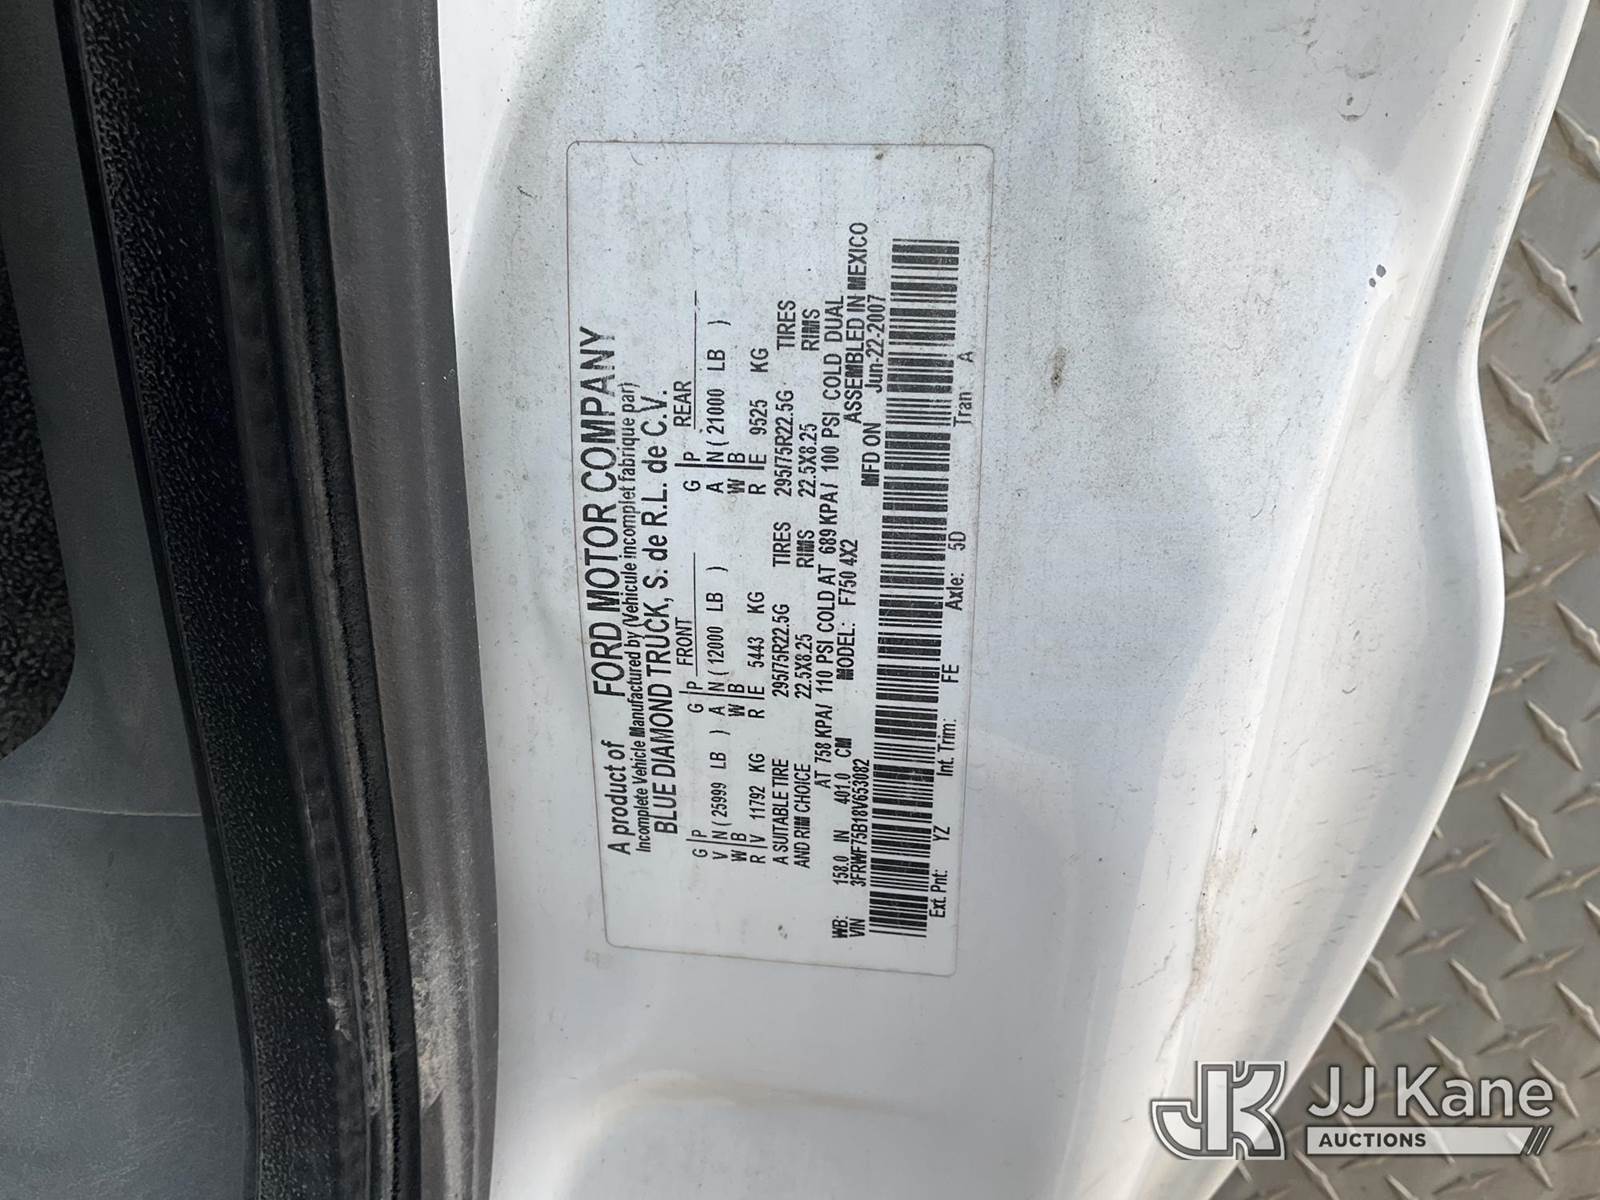 A product of FORD MOTOR COMPANY
Incomplete Vehicle Manufactured by (Vehicule incomplet fabrique par)
BLUE DIAMOND TRUCK, S. de R.L. de C.V.
FRONT REAR
G P G P G P
V N ( 25999 LB ) A N ( 12000 LB ) A N ( 21000 LB )
W B W B W B
R V 11792 KG R E 5443 KG R E 9525 KG
A SUITABLE TIRE 295/75R22.5G TIRES 295/75R22.5G TIRES
AND RIM CHOICE 22.5X8.25 RIMS 22.5X8.25 RIMS
AT 758 KPA/ 110 PSI COLD AT 689 KPA/ 100 PSI COLD DUAL
WB: 158.0 IN 401.0 CM MODEL: F750 4X2 ASSEMBLED IN MEXICO
VIN 3FRWF75B18V653082 MFD ON Jun-22-2007
Ext. Pnt: YZ Int. Trim: FE Axle: 5D Tran A
JK JJ Kane
AUCTIONS